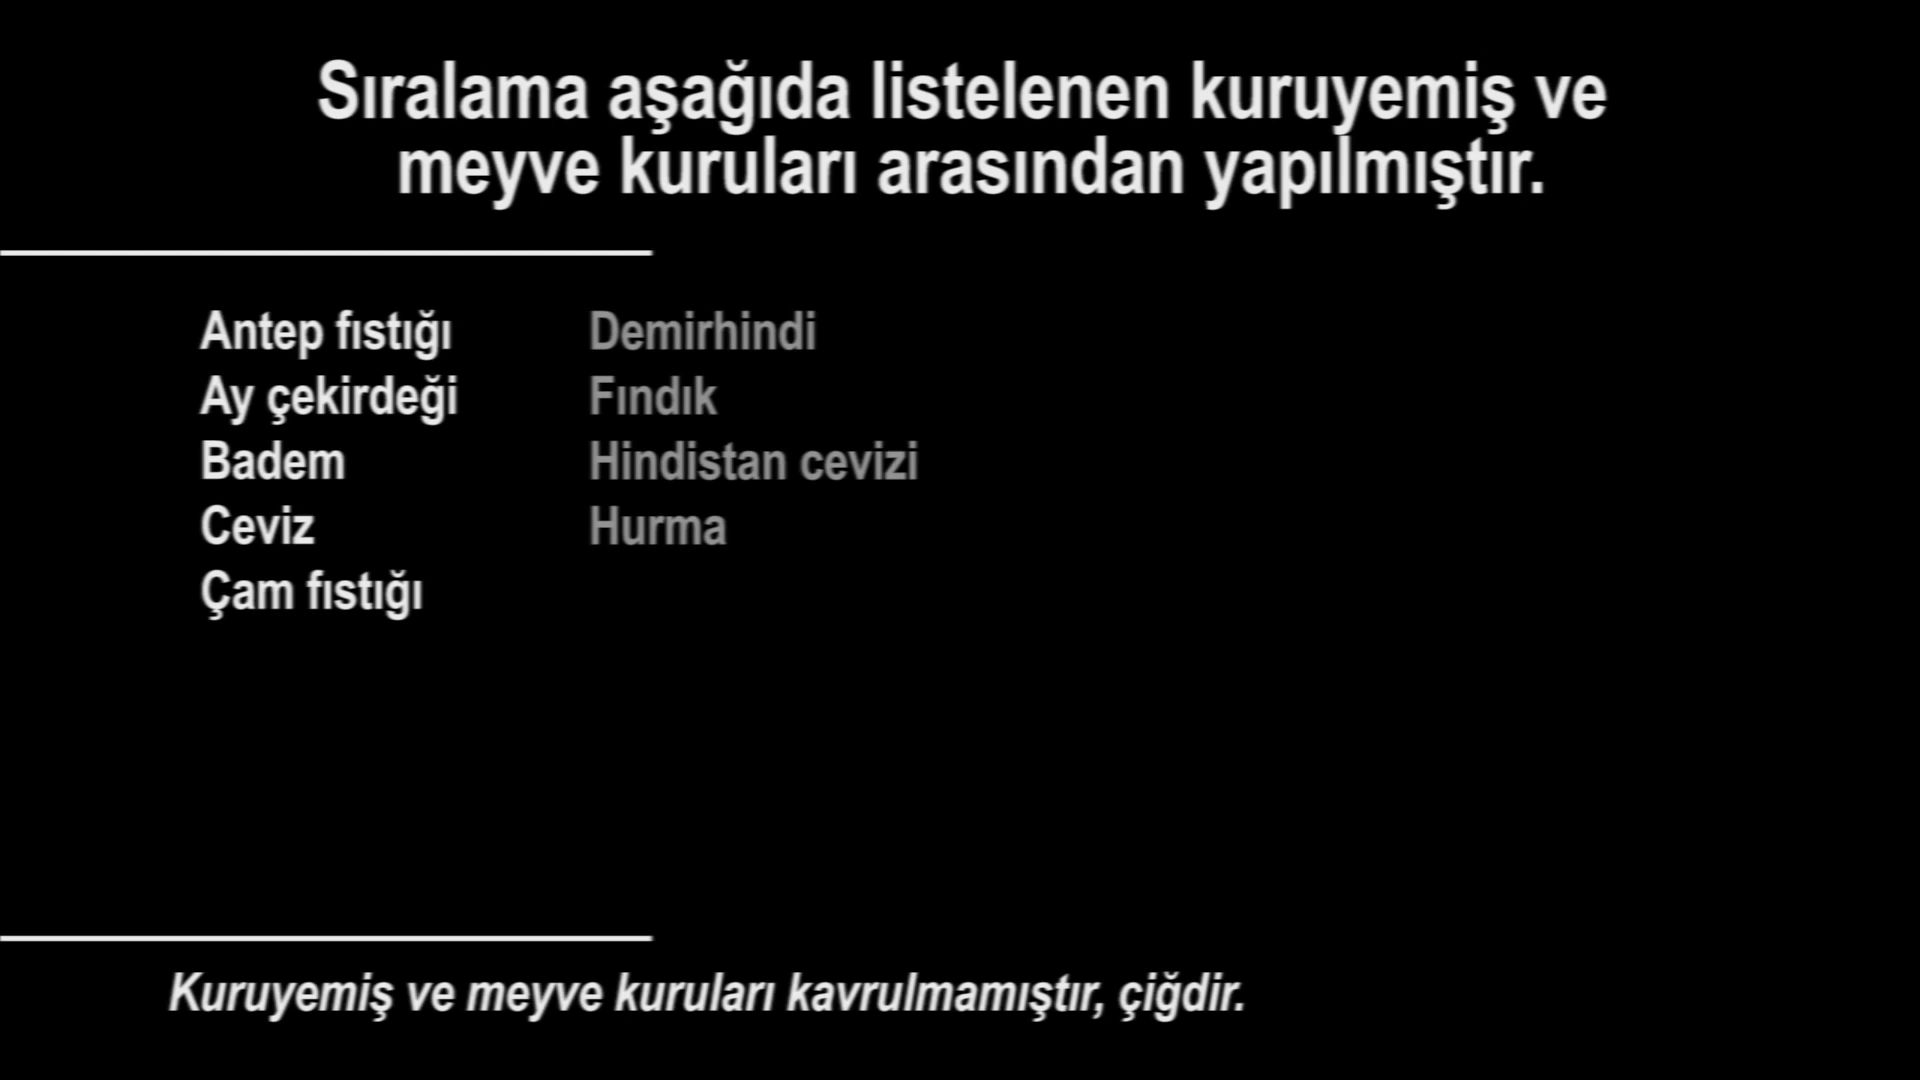 Sıralama aşağıda listelenen kuruyemiş ve
meyve kuruları arasından yapılmıştır.
Antep fıstığı
Ay çekirdeği
Badem
Ceviz
Çam fıstığı
Demirhindi
Fındık
Hindistan cevizi
Hurma
Kuruyemiş ve meyve kuruları kavrulmamıştır, çiğdir.